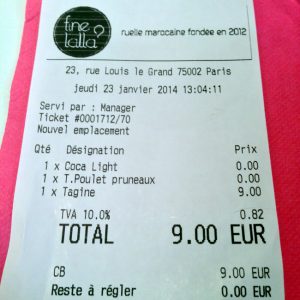 fine
lalla
ruelle marocaine fondée en 2012
23, rue Louis le Grand 75002 Paris
jeudi 23 janvier 2014 13:04:11
Servi par : Manager
Ticket #0001712/70
Nouvel emplacement
Qté Désignation Prix
1 x Coca Light 0.00
1 x T.Poulet pruneaux 0.00
1 x Tagine 9.00
TVA 10.0% 0.82
TOTAL 9.00 EUR
CB 9.00 EUR
Reste à régler 0.00 EUR